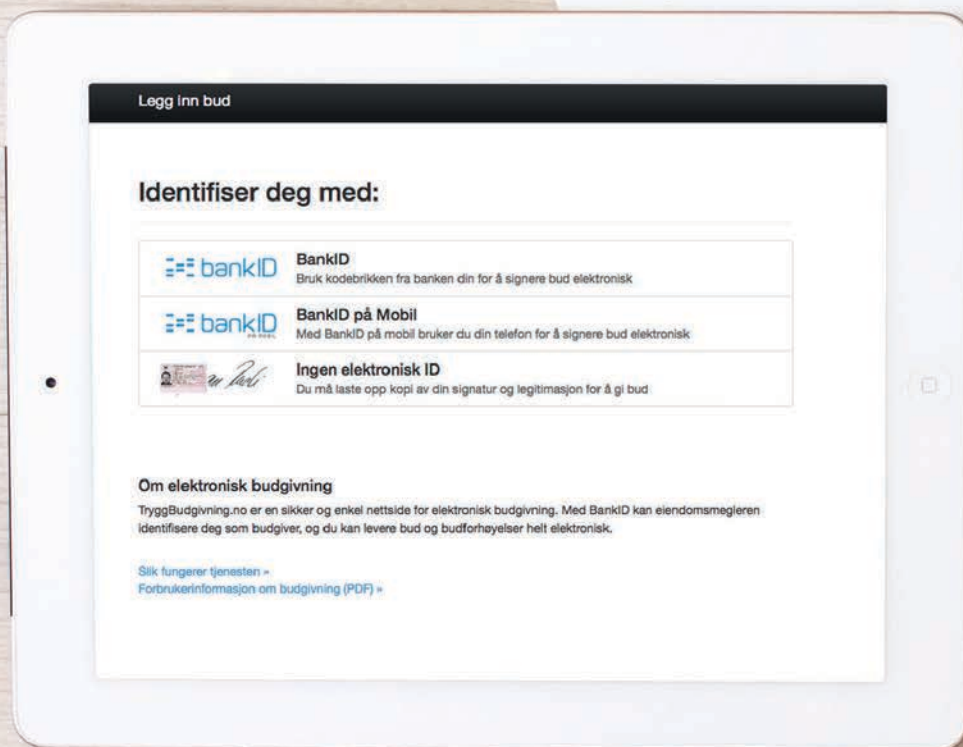 Legg inn bud
Identifiser deg med:
bankID
BankID
Bruk kodebrikken fra banken din for å signere bud elektronisk
bankID
PÅ MOBIL
BankID på Mobil
Med BankID på mobil bruker du din telefon for å signere bud elektronisk
Ingen elektronisk ID
Du må laste opp kopi av din signatur og legitimasjon for å gi bud
Om elektronisk budgivning
TryggBudgivning.no er en sikker og enkel nettside for elektronisk budgivning. Med BankID kan eiendomsmegleren
identifisere deg som budgiver, og du kan levere bud og budforhøyelser helt elektronisk.
Slik fungerer tjenesten »
Forbrukerinformasjon om budgivning (PDF) »